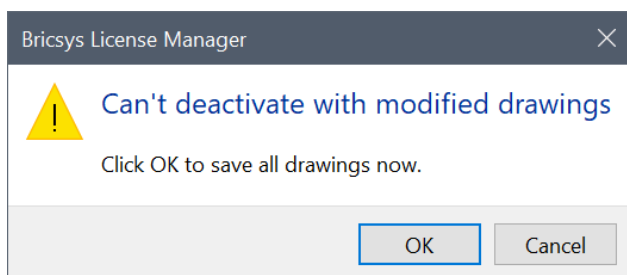 Bricsys License Manager
Can't deactivate with modified drawings
Click OK to save all drawings now.
OK
Cancel